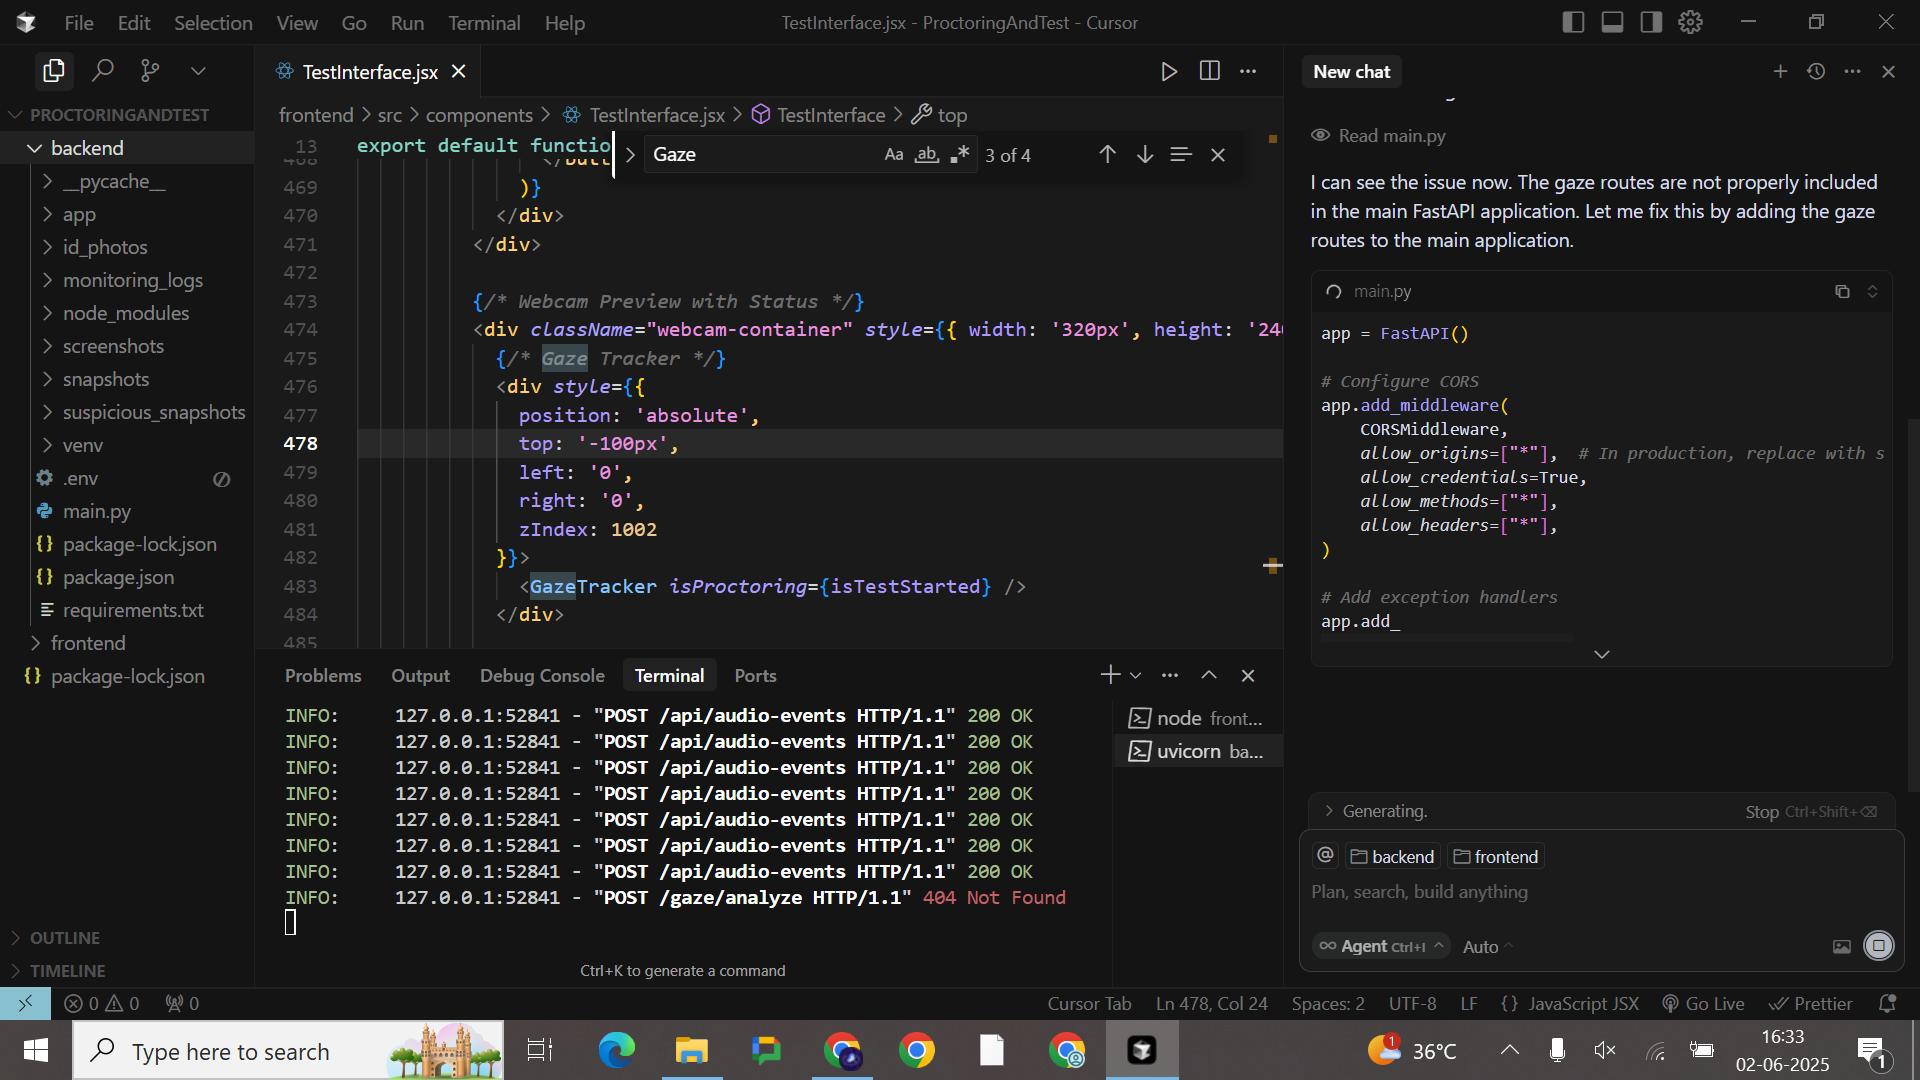 File Edit Selection View Go Run Terminal Help
TestInterface.jsx - ProctoringAndTest - Cursor
PROCTORINGANDTEST
backend
__pycache__
app
id_photos
monitoring_logs
node_modules
screenshots
snapshots
suspicious_snapshots
venv
.env
main.py
package-lock.json
package.json
requirements.txt
frontend
package-lock.json
OUTLINE
TIMELINE
TestInterface.jsx
frontend > src > components > TestInterface.jsx > TestInterface > top
Gaze Aa ab 3 of 4
13 export default functio
469 )}
470 </div>
471 </div>
472
473 {/* Webcam Preview with Status */}
474 <div className="webcam-container" style={{ width: '320px', height: '240
475 {/* Gaze Tracker */}
476 <div style={{
477 position: 'absolute',
478 top: '-100px',
479 left: '0',
480 right: '0',
481 zIndex: 1002
482 }}>
483 <GazeTracker isProctoring={isTestStarted} />
484 </div>
485
Problems Output Debug Console Terminal Ports
INFO: 127.0.0.1:52841 - "POST /api/audio-events HTTP/1.1" 200 OK
INFO: 127.0.0.1:52841 - "POST /api/audio-events HTTP/1.1" 200 OK
INFO: 127.0.0.1:52841 - "POST /api/audio-events HTTP/1.1" 200 OK
INFO: 127.0.0.1:52841 - "POST /api/audio-events HTTP/1.1" 200 OK
INFO: 127.0.0.1:52841 - "POST /api/audio-events HTTP/1.1" 200 OK
INFO: 127.0.0.1:52841 - "POST /api/audio-events HTTP/1.1" 200 OK
INFO: 127.0.0.1:52841 - "POST /api/audio-events HTTP/1.1" 200 OK
INFO: 127.0.0.1:52841 - "POST /gaze/analyze HTTP/1.1" 404 Not Found
Ctrl+K to generate a command
node front...
uvicorn ba...
New chat
Read main.py
I can see the issue now. The gaze routes are not properly included
in the main FastAPI application. Let me fix this by adding the gaze
routes to the main application.
main.py
app = FastAPI()
# Configure CORS
app.add_middleware(
CORSMiddleware,
allow_origins=["*"], # In production, replace with s
allow_credentials=True,
allow_methods=["*"],
allow_headers=["*"],
)
# Add exception handlers
app.add_
Generating. Stop Ctrl+Shift+⌫
@ backend frontend
Plan, search, build anything
∞ Agent Ctrl+I Auto
0 0 0 Cursor Tab Ln 478, Col 24 Spaces: 2 UTF-8 LF {} JavaScript JSX Go Live Prettier
Type here to search
1 36°C
16:33
02-06-2025
1